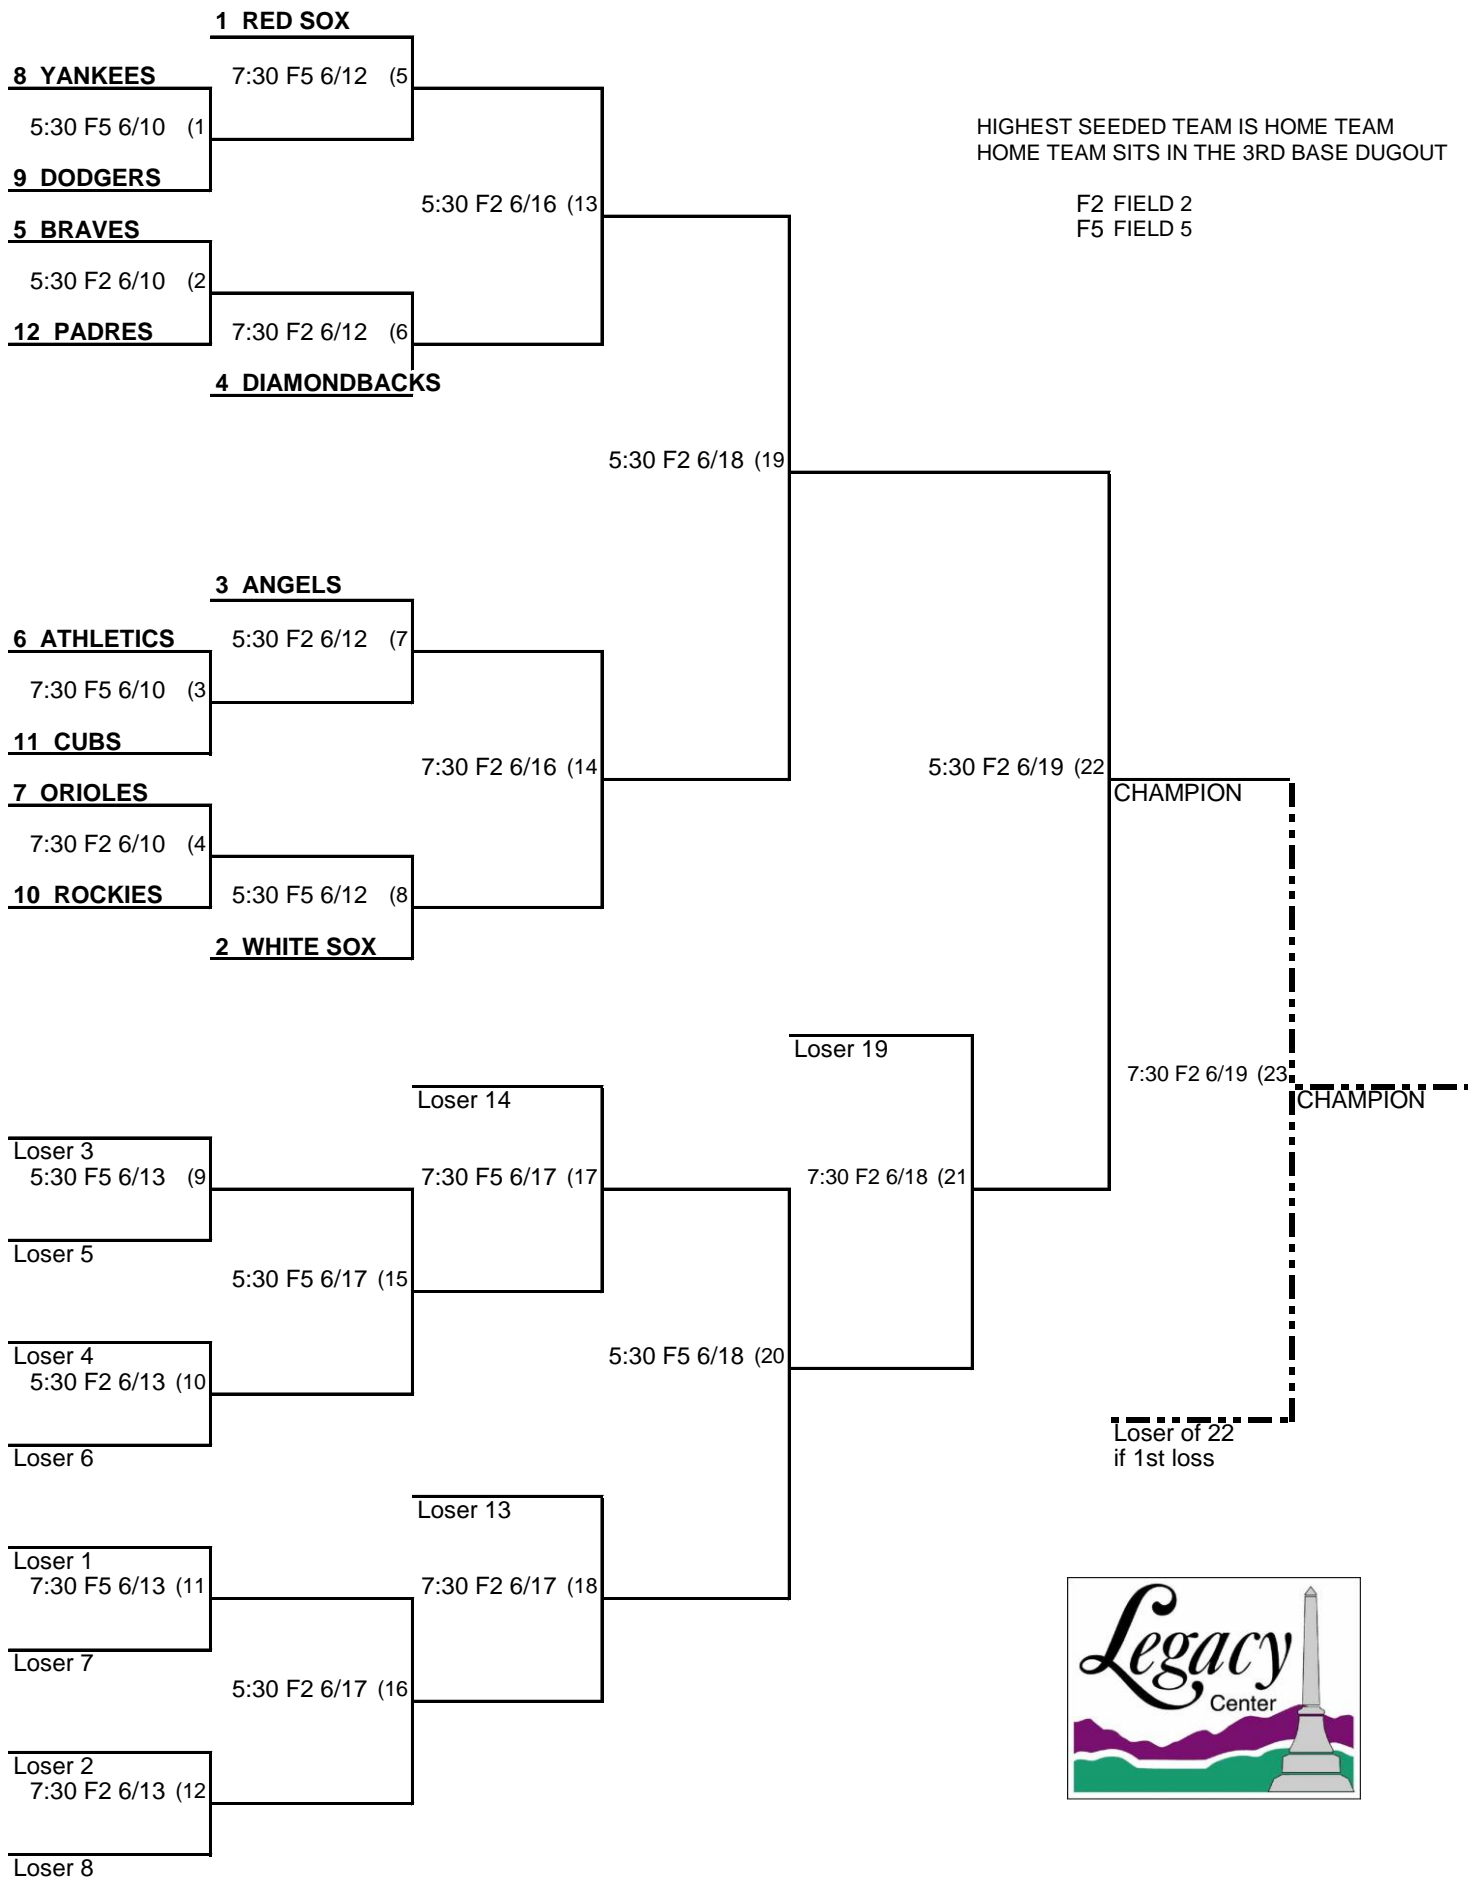 1 RED SOX
8 YANKEES
7:30 F5 6/12 (5
5:30 F5 6/10 (1
HIGHEST SEEDED TEAM IS HOME TEAM
HOME TEAM SITS IN THE 3RD BASE DUGOUT
9 DODGERS
5:30 F2 6/16 (13
F2 FIELD 2
5 BRAVES
F5 FIELD 5
5:30 F2 6/10 (2
12 PADRES
7:30 F2 6/12 (6
4 DIAMONDBACKS
5:30 F2 6/18 (19
3 ANGELS
6 ATHLETICS
5:30 F2 6/12 (7
7:30 F5 6/10 (3
11 CUBS
7:30 F2 6/16 (14
5:30 F2 6/19 (22
7 ORIOLES
CHAMPION
7:30 F2 6/10 (4
10 ROCKIES
5:30 F5 6/12 (8
2 WHITE SOX
Loser 19
7:30 F2 6/19 (23
Loser 14
CHAMPION
Loser 3
5:30 F5 6/13 (9
7:30 F5 6/17 (17
7:30 F2 6/18 (21
Loser 5
5:30 F5 6/17 (15
Loser 4
5:30 F2 6/13 (10
5:30 F5 6/18 (20
Loser of 22
if 1st loss
Loser 6
Loser 13
Loser 1
7:30 F5 6/13 (11
7:30 F2 6/17 (18
Loser 7
5:30 F2 6/17 (16
Legacy
Center
Loser 2
7:30 F2 6/13 (12
Loser 8